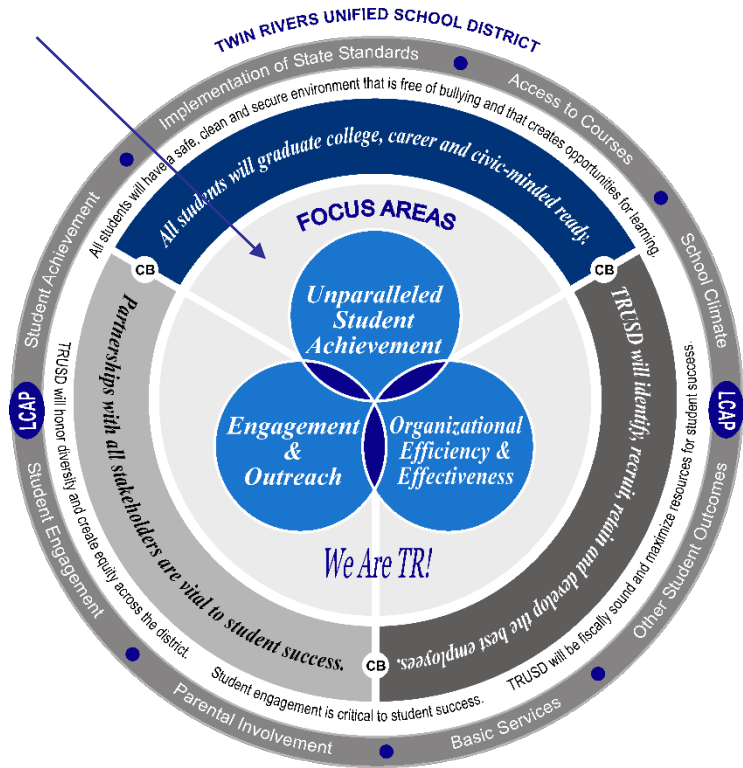 TWIN RIVERS UNIFIED SCHOOL DISTRICT
Implementation of State Standards
Access to Courses
School Climate
LCAP
Other Student Outcomes
Basic Services
Parental Involvement
Student Engagement
LCAP
Student Achievement
All students will have a safe, clean and secure environment that is free of bullying and that creates opportunities for learning.
TRUSD will be fiscally sound and maximize resources for student success.
Student engagement is critical to student success.
TRUSD will honor diversity and create equity across the district.
All students will graduate college, career and civic-minded ready.
CB
TRUSD will identify, recruit, retain and develop the best employees.
CB
Partnerships with all stakeholders are vital to student success.
CB
FOCUS AREAS
Unparalleled
Student
Achievement
Engagement
&
Outreach
Organizational
Efficiency &
Effectiveness
We Are TR!